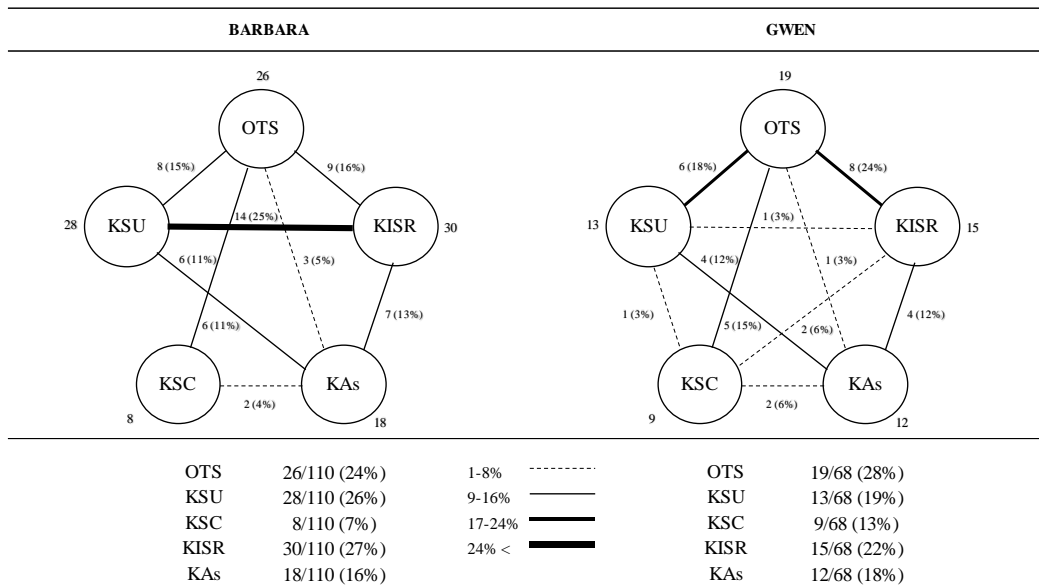 BARBARA GWEN
26 19
OTS OTS
8 (15%) 9 (16%) 6 (18%) 8 (24%)
14 (25%) 1 (3%)
28 KSU KISR 30 13 KSU KISR 15
6 (11%) 3 (5%) 4 (12%) 1 (3%)
7 (13%) 1 (3%) 4 (12%)
6 (11%) 5 (15%) 2 (6%)
KSC KAs KSC KAs
2 (4%) 2 (6%)
8 18 9 12
OTS 26/110 (24%) 1-8% OTS 19/68 (28%)
KSU 28/110 (26%) 9-16% KSU 13/68 (19%)
KSC 8/110 (7%) 17-24% KSC 9/68 (13%)
KISR 30/110 (27%) 24% < KISR 15/68 (22%)
KAs 18/110 (16%) KAs 12/68 (18%)